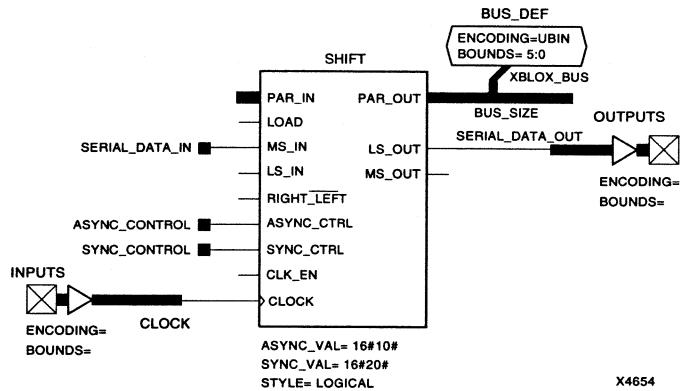 BUS_DEF
ENCODING=UBIN
BOUNDS= 5:0
XBLOX_BUS
SHIFT
PAR_IN
PAR_OUT
BUS_SIZE
OUTPUTS
LOAD
SERIAL_DATA_IN
MS_IN
LS_OUT
SERIAL_DATA_OUT
LS_IN
MS_OUT
ENCODING=
BOUNDS=
RIGHT_LEFT
ASYNC_CONTROL
ASYNC_CTRL
SYNC_CONTROL
SYNC_CTRL
INPUTS
CLK_EN
CLOCK
CLOCK
ENCODING=
BOUNDS=
ASYNC_VAL= 16#10#
SYNC_VAL= 16#20#
STYLE= LOGICAL
X4654